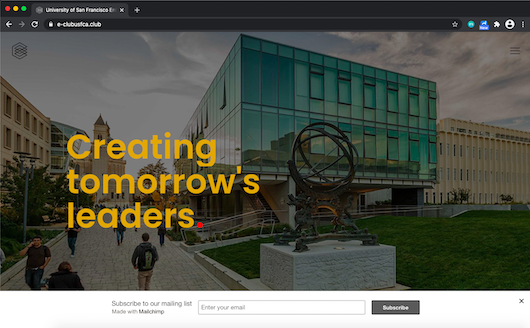 University of San Francisco En
e-clubusfca.club
Creating
tomorrow's
leaders.
Subscribe to our mailing list
Enter your email
Subscribe
Made with Mailchimp